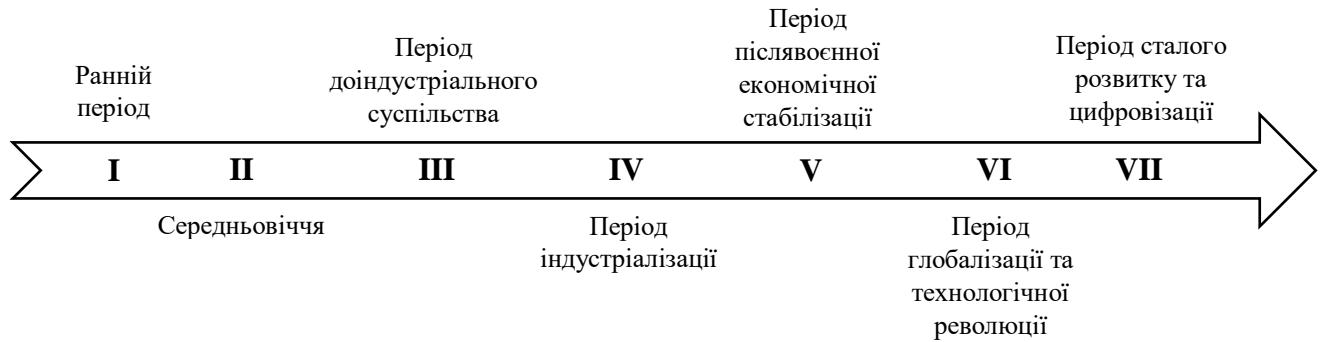 Ранній
період
Період
доіндустріального
суспільства
Період
післявоєнної
економічної
стабілізації
Період сталого
розвитку та
цифровізації
I II III IV V VI VII
Середньовіччя
Період
індустріалізації
Період
глобалізації та
технологічної
революції